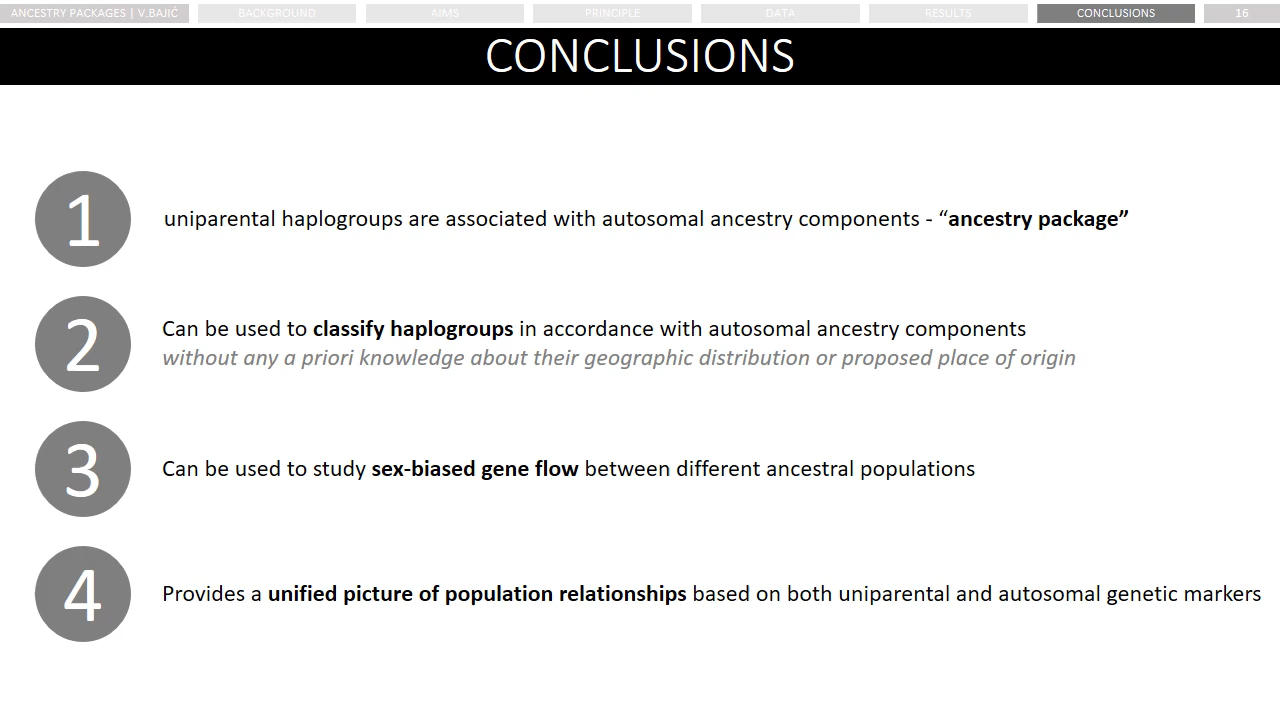 ANCESTRY PACKAGES | V.BAJIĆ BACKGROUND AIMS PRINCIPLE DATA RESULTS CONCLUSIONS 16
CONCLUSIONS
1 uniparental haplogroups are associated with autosomal ancestry components - “ancestry package”
2 Can be used to classify haplogroups in accordance with autosomal ancestry components
without any a priori knowledge about their geographic distribution or proposed place of origin
3 Can be used to study sex-biased gene flow between different ancestral populations
4 Provides a unified picture of population relationships based on both uniparental and autosomal genetic markers